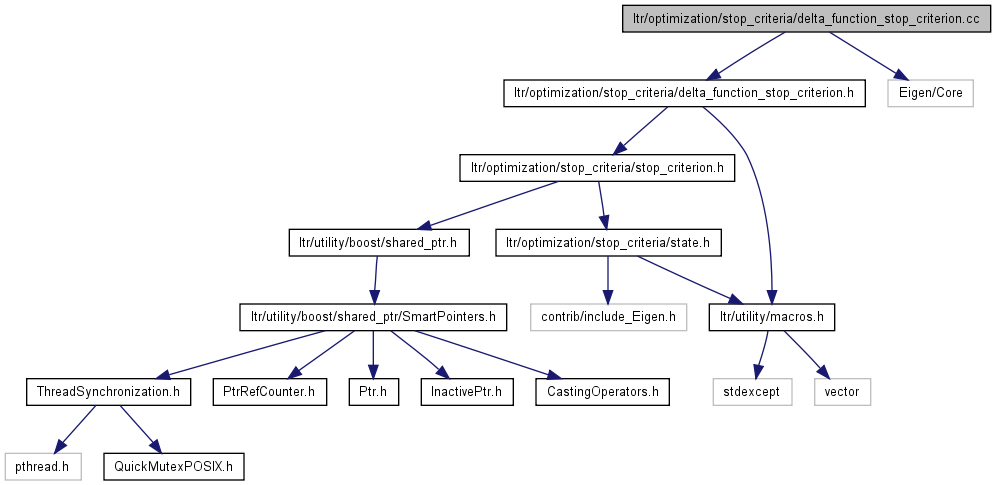 ltr/optimization/stop_criteria/delta_function_stop_criterion.cc
ltr/optimization/stop_criteria/delta_function_stop_criterion.h
Eigen/Core
ltr/optimization/stop_criteria/stop_criterion.h
ltr/utility/boost/shared_ptr.h
ltr/optimization/stop_criteria/state.h
ltr/utility/boost/shared_ptr/SmartPointers.h
contrib/include_Eigen.h
ltr/utility/macros.h
ThreadSynchronization.h
PtrRefCounter.h
Ptr.h
InactivePtr.h
CastingOperators.h
stdexcept
vector
pthread.h
QuickMutexPOSIX.h